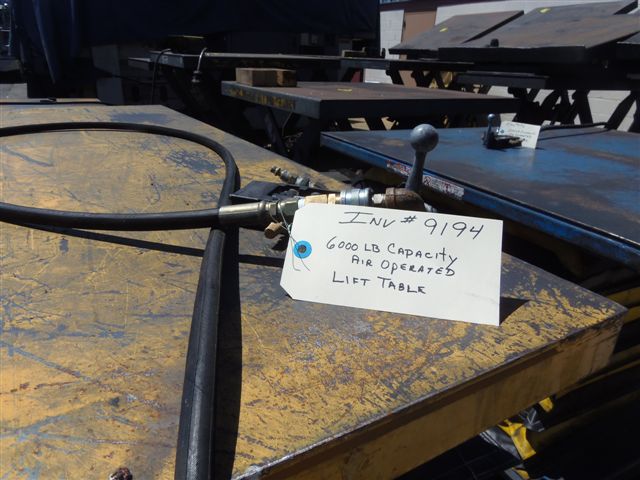 INV # 9194
6000 LB CAPACITY
AIR OPERATED
LIFT TABLE